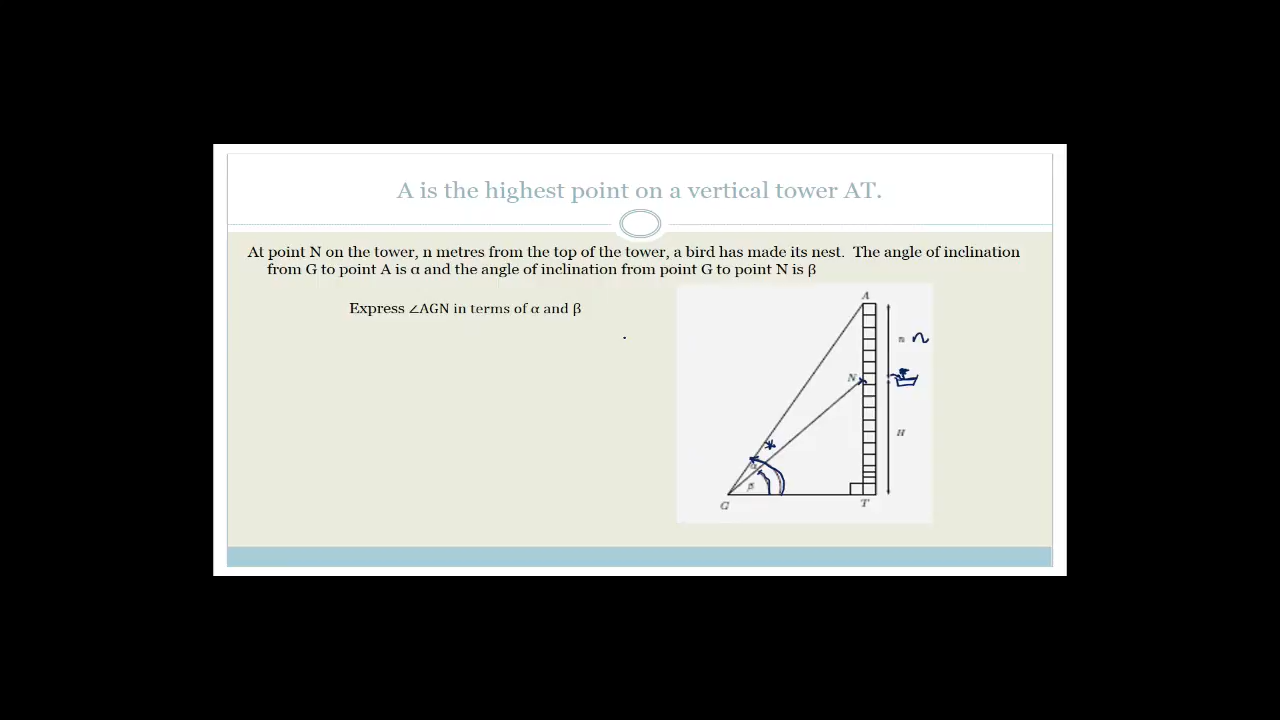 A is the highest point on a vertical tower AT.
At point N on the tower, n metres from the top of the tower, a bird has made its nest. The angle of inclination
from G to point A is α and the angle of inclination from point G to point N is β
Express ∠AGN in terms of α and β
A
n n
N
H
α
β
G T